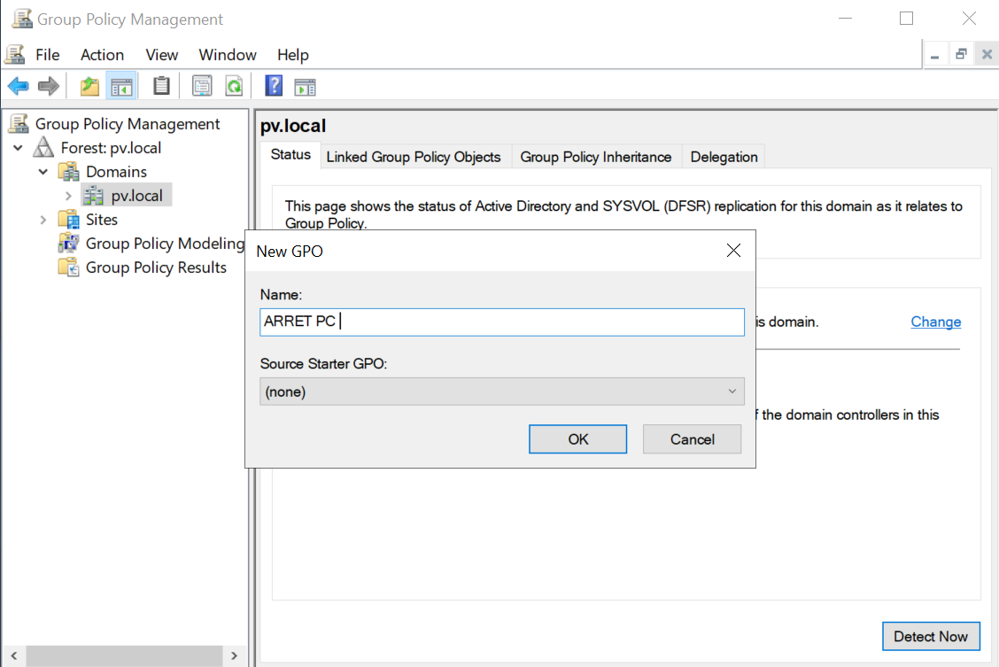 Group Policy Management
File Action View Window Help
Group Policy Management
Forest: pv.local
Domains
pv.local
Sites
Group Policy Modeling
Group Policy Results
pv.local
Status Linked Group Policy Objects Group Policy Inheritance Delegation
This page shows the status of Active Directory and SYSVOL (DFSR) replication for this domain as it relates to
Group Policy.
New GPO
Name:
ARRET PC
Source Starter GPO:
(none)
OK Cancel
is domain. Change
f the domain controllers in this
Detect Now